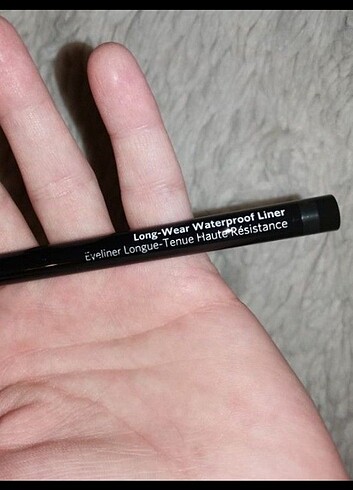 Long-Wear Waterproof Liner
Eyeliner Longue-Tenue Haute Résistance